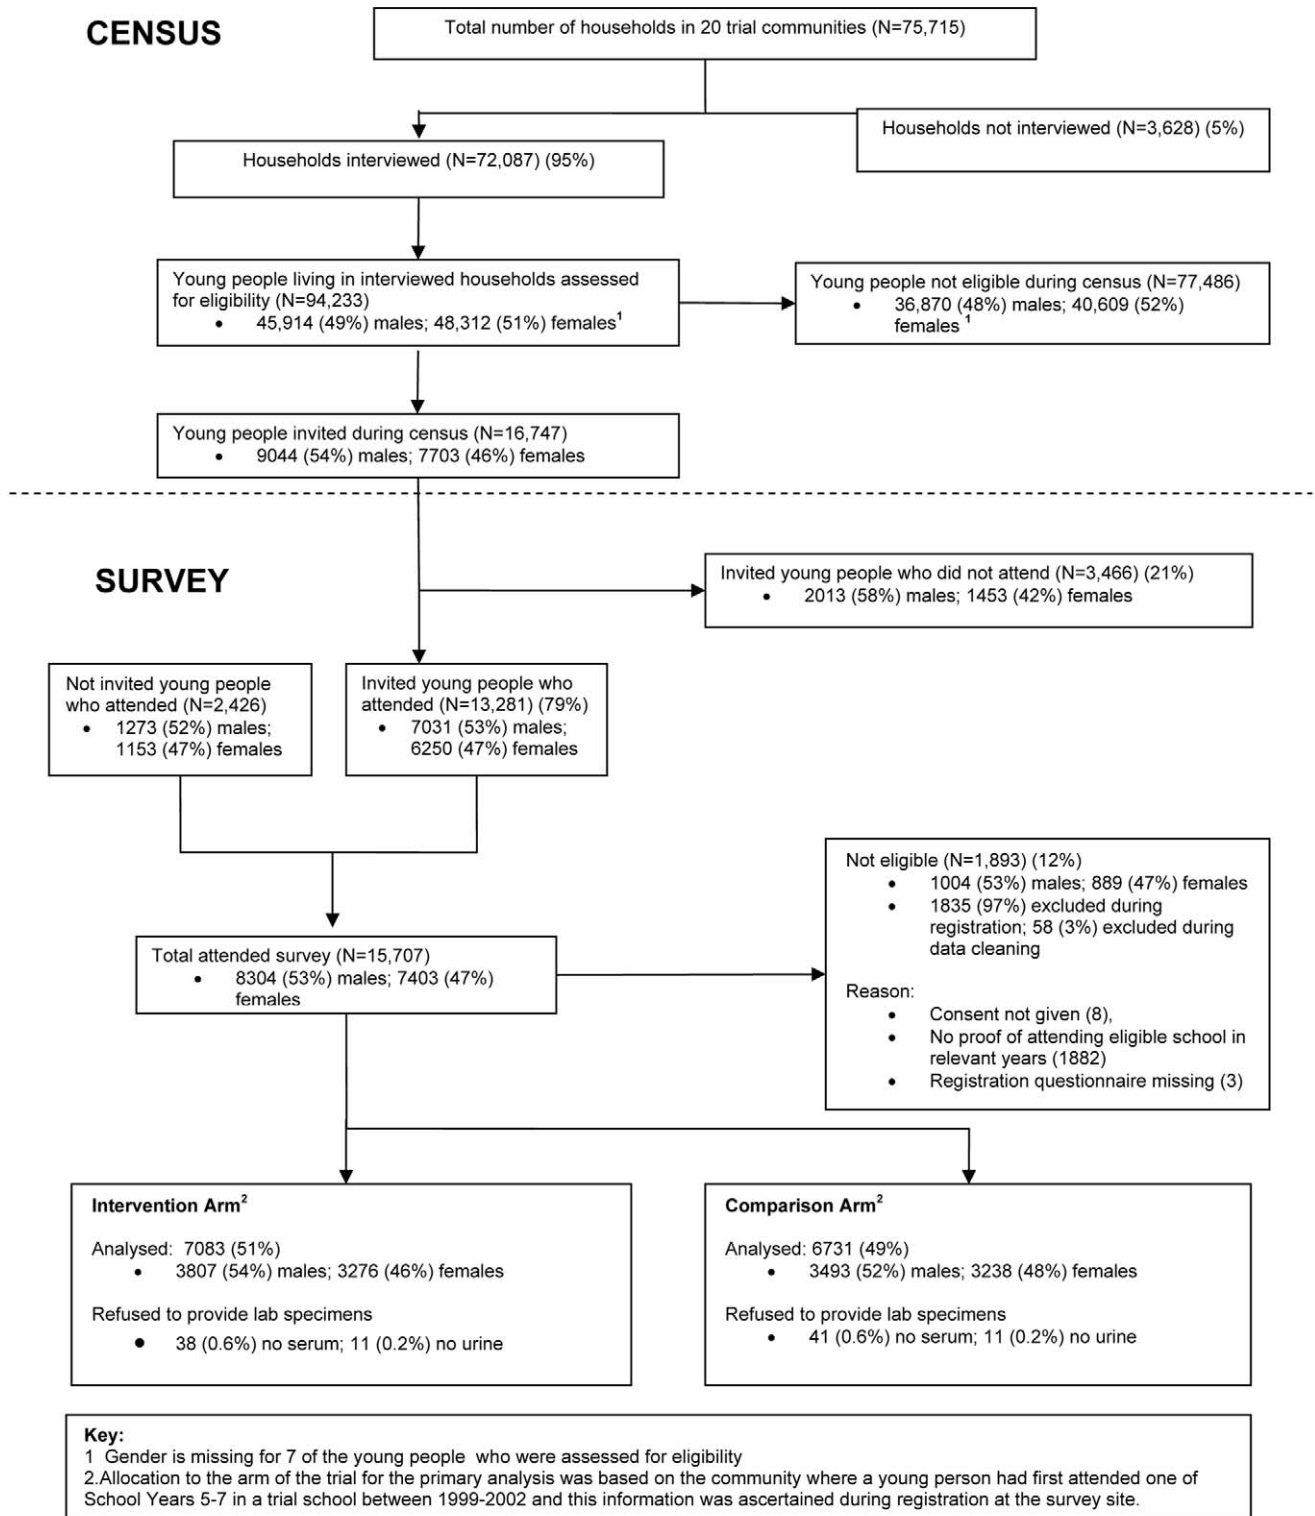 CENSUS
Total number of households in 20 trial communities (N=75,715)
Households not interviewed (N=3,628) (5%)
Households interviewed (N=72,087) (95%)
Young people living in interviewed households assessed
for eligibility (N=94,233)
• 45,914 (49%) males; 48,312 (51%) females1
Young people not eligible during census (N=77,486)
• 36,870 (48%) males; 40,609 (52%)
females 1
Young people invited during census (N=16,747)
• 9044 (54%) males; 7703 (46%) females
SURVEY
Invited young people who did not attend (N=3,466) (21%)
• 2013 (58%) males; 1453 (42%) females
Not invited young people
who attended (N=2,426)
• 1273 (52%) males;
1153 (47%) females
Invited young people who
attended (N=13,281) (79%)
• 7031 (53%) males;
6250 (47%) females
Total attended survey (N=15,707)
• 8304 (53%) males; 7403 (47%)
females
Not eligible (N=1,893) (12%)
• 1004 (53%) males; 889 (47%) females
• 1835 (97%) excluded during
registration; 58 (3%) excluded during
data cleaning
Reason:
• Consent not given (8),
• No proof of attending eligible school in
relevant years (1882)
• Registration questionnaire missing (3)
Intervention Arm2
Analysed: 7083 (51%)
• 3807 (54%) males; 3276 (46%) females
Refused to provide lab specimens
• 38 (0.6%) no serum; 11 (0.2%) no urine
Comparison Arm2
Analysed: 6731 (49%)
• 3493 (52%) males; 3238 (48%) females
Refused to provide lab specimens
• 41 (0.6%) no serum; 11 (0.2%) no urine
Key:
1 Gender is missing for 7 of the young people who were assessed for eligibility
2.Allocation to the arm of the trial for the primary analysis was based on the community where a young person had first attended one of
School Years 5-7 in a trial school between 1999-2002 and this information was ascertained during registration at the survey site.